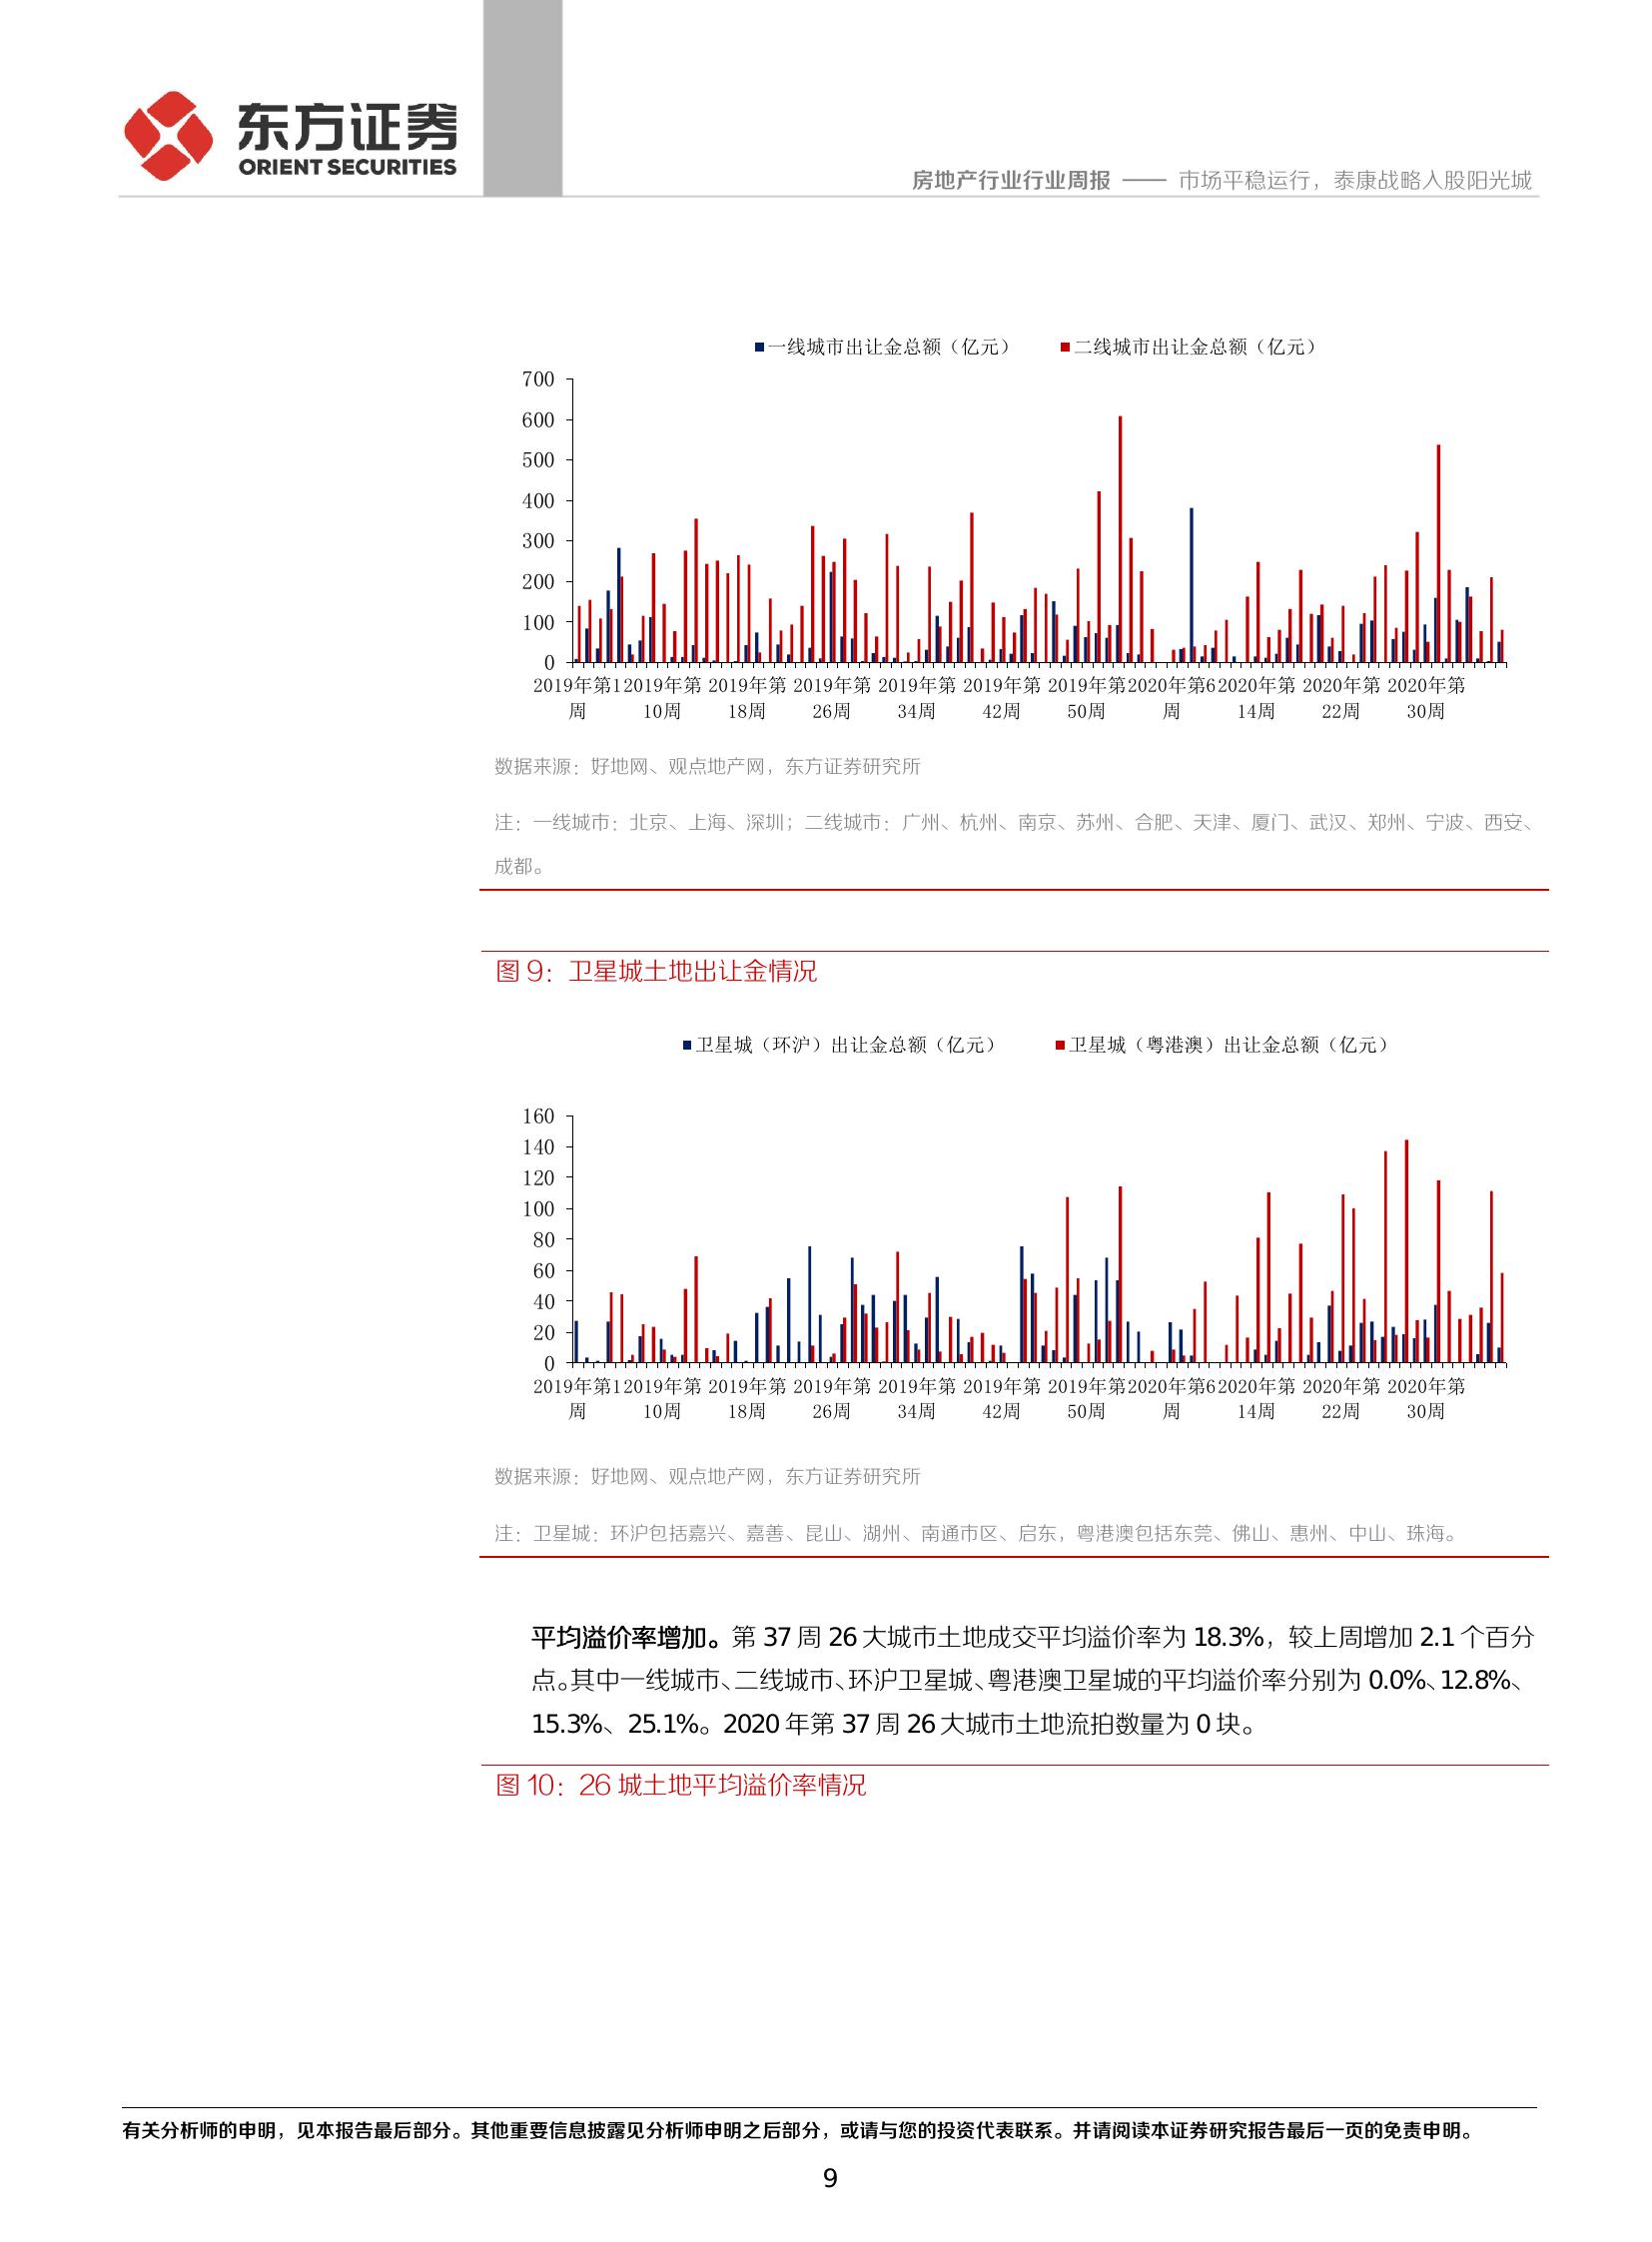 东方证券
ORIENT SECURITIES
房地产行业行业周报 —— 市场平稳运行，泰康战略入股阳光城
一线城市出让金总额（亿元） 二线城市出让金总额（亿元）
700
600
500
400
300
200
100
0
2019年第1周 2019年第10周 2019年第18周 2019年第26周 2019年第34周 2019年第42周 2019年第50周 2020年第6周 2020年第14周 2020年第22周 2020年第30周
数据来源：好地网、观点地产网，东方证券研究所
注：一线城市：北京、上海、深圳；二线城市：广州、杭州、南京、苏州、合肥、天津、厦门、武汉、郑州、宁波、西安、
成都。
图 9：卫星城土地出让金情况
卫星城（环沪）出让金总额（亿元） 卫星城（粤港澳）出让金总额（亿元）
160
140
120
100
80
60
40
20
0
2019年第1周 2019年第10周 2019年第18周 2019年第26周 2019年第34周 2019年第42周 2019年第50周 2020年第6周 2020年第14周 2020年第22周 2020年第30周
数据来源：好地网、观点地产网，东方证券研究所
注：卫星城：环沪包括嘉兴、嘉善、昆山、湖州、南通市区、启东，粤港澳包括东莞、佛山、惠州、中山、珠海。
平均溢价率增加。第 37 周 26 大城市土地成交平均溢价率为 18.3%，较上周增加 2.1 个百分
点。其中一线城市、二线城市、环沪卫星城、粤港澳卫星城的平均溢价率分别为 0.0%、12.8%、
15.3%、25.1%。2020 年第 37 周 26 大城市土地流拍数量为 0 块。
图 10：26 城土地平均溢价率情况
有关分析师的申明，见本报告最后部分。其他重要信息披露见分析师申明之后部分，或请与您的投资代表联系。并请阅读本证券研究报告最后一页的免责申明。
9